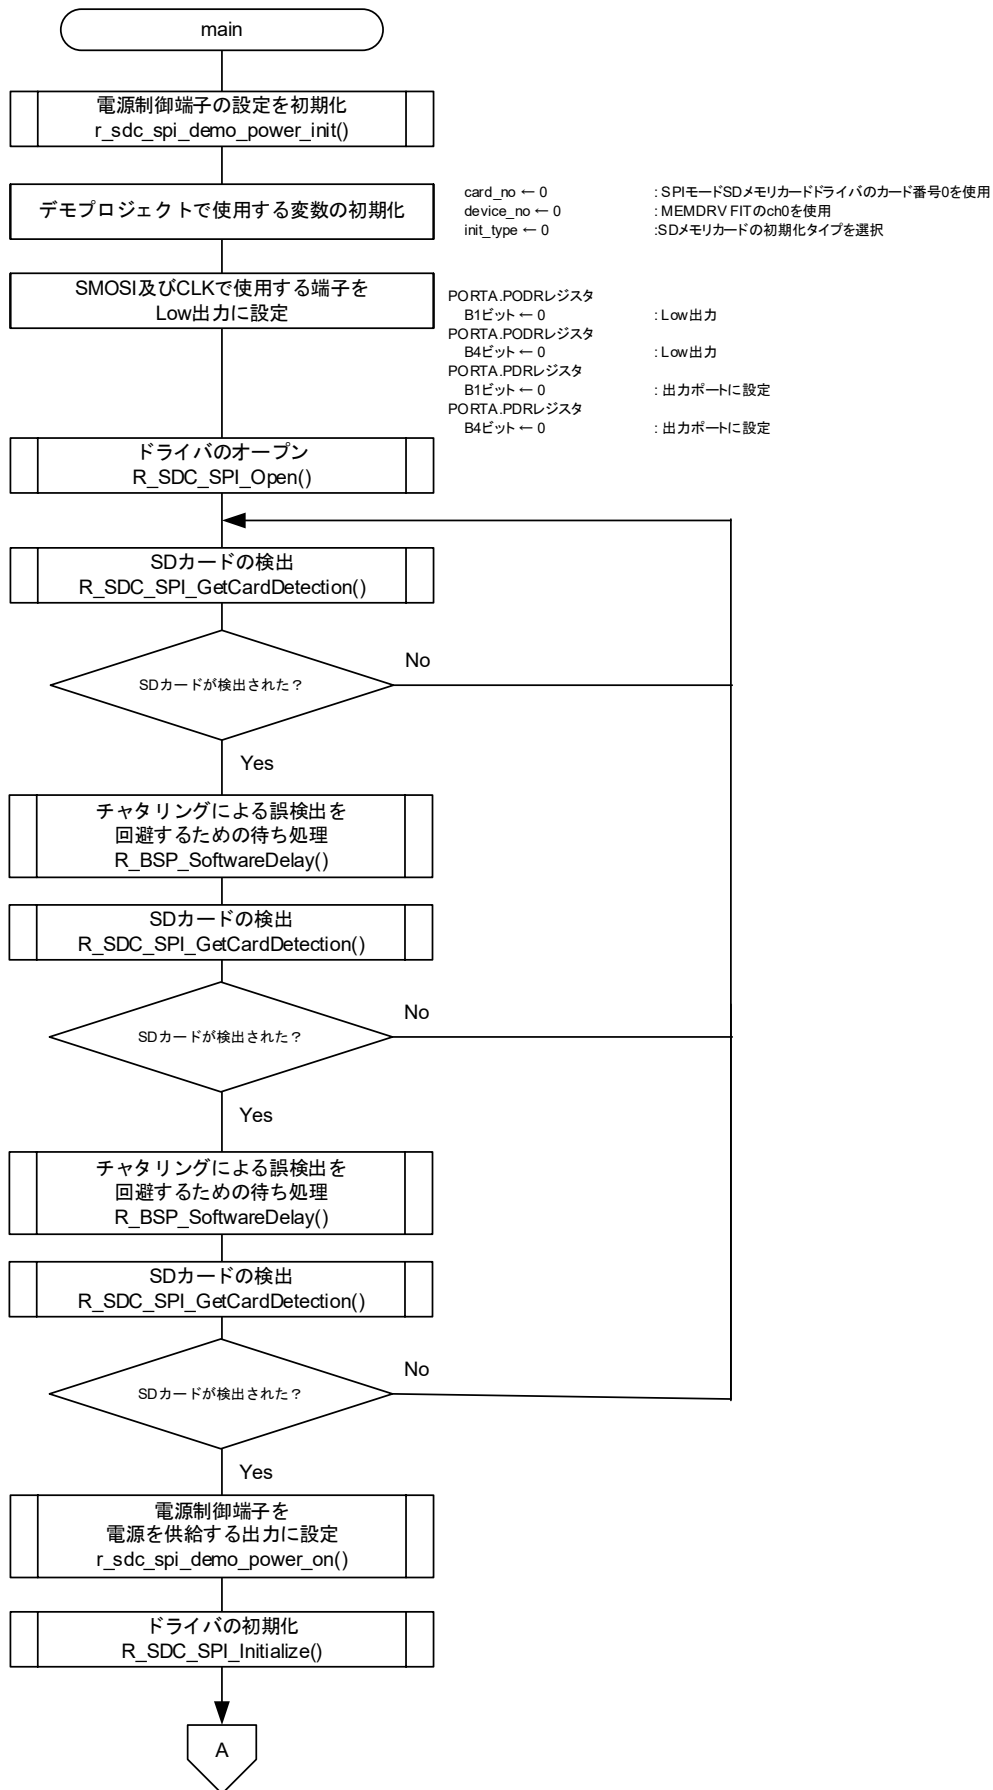 main
電源制御端子の設定を初期化
r_sdc_spi_demo_power_init()
デモプロジェクトで使用する変数の初期化
card_no ← 0 : SPIモードSDメモリカードドライバのカード番号0を使用
device_no ← 0 : MEMDRV FITのch0を使用
init_type ← 0 :SDメモリカードの初期化タイプを選択
SMOSI及びCLKで使用する端子を
Low出力に設定
PORTA.PODRレジスタ
B1ビット ← 0 : Low出力
PORTA.PODRレジスタ
B4ビット ← 0 : Low出力
PORTA.PDRレジスタ
B1ビット ← 0 : 出力ポートに設定
PORTA.PDRレジスタ
B4ビット ← 0 : 出力ポートに設定
ドライバのオープン
R_SDC_SPI_Open()
SDカードの検出
R_SDC_SPI_GetCardDetection()
SDカードが検出された？
No
Yes
チャタリングによる誤検出を
回避するための待ち処理
R_BSP_SoftwareDelay()
SDカードの検出
R_SDC_SPI_GetCardDetection()
SDカードが検出された？
No
Yes
チャタリングによる誤検出を
回避するための待ち処理
R_BSP_SoftwareDelay()
SDカードの検出
R_SDC_SPI_GetCardDetection()
SDカードが検出された？
No
Yes
電源制御端子を
電源を供給する出力に設定
r_sdc_spi_demo_power_on()
ドライバの初期化
R_SDC_SPI_Initialize()
A